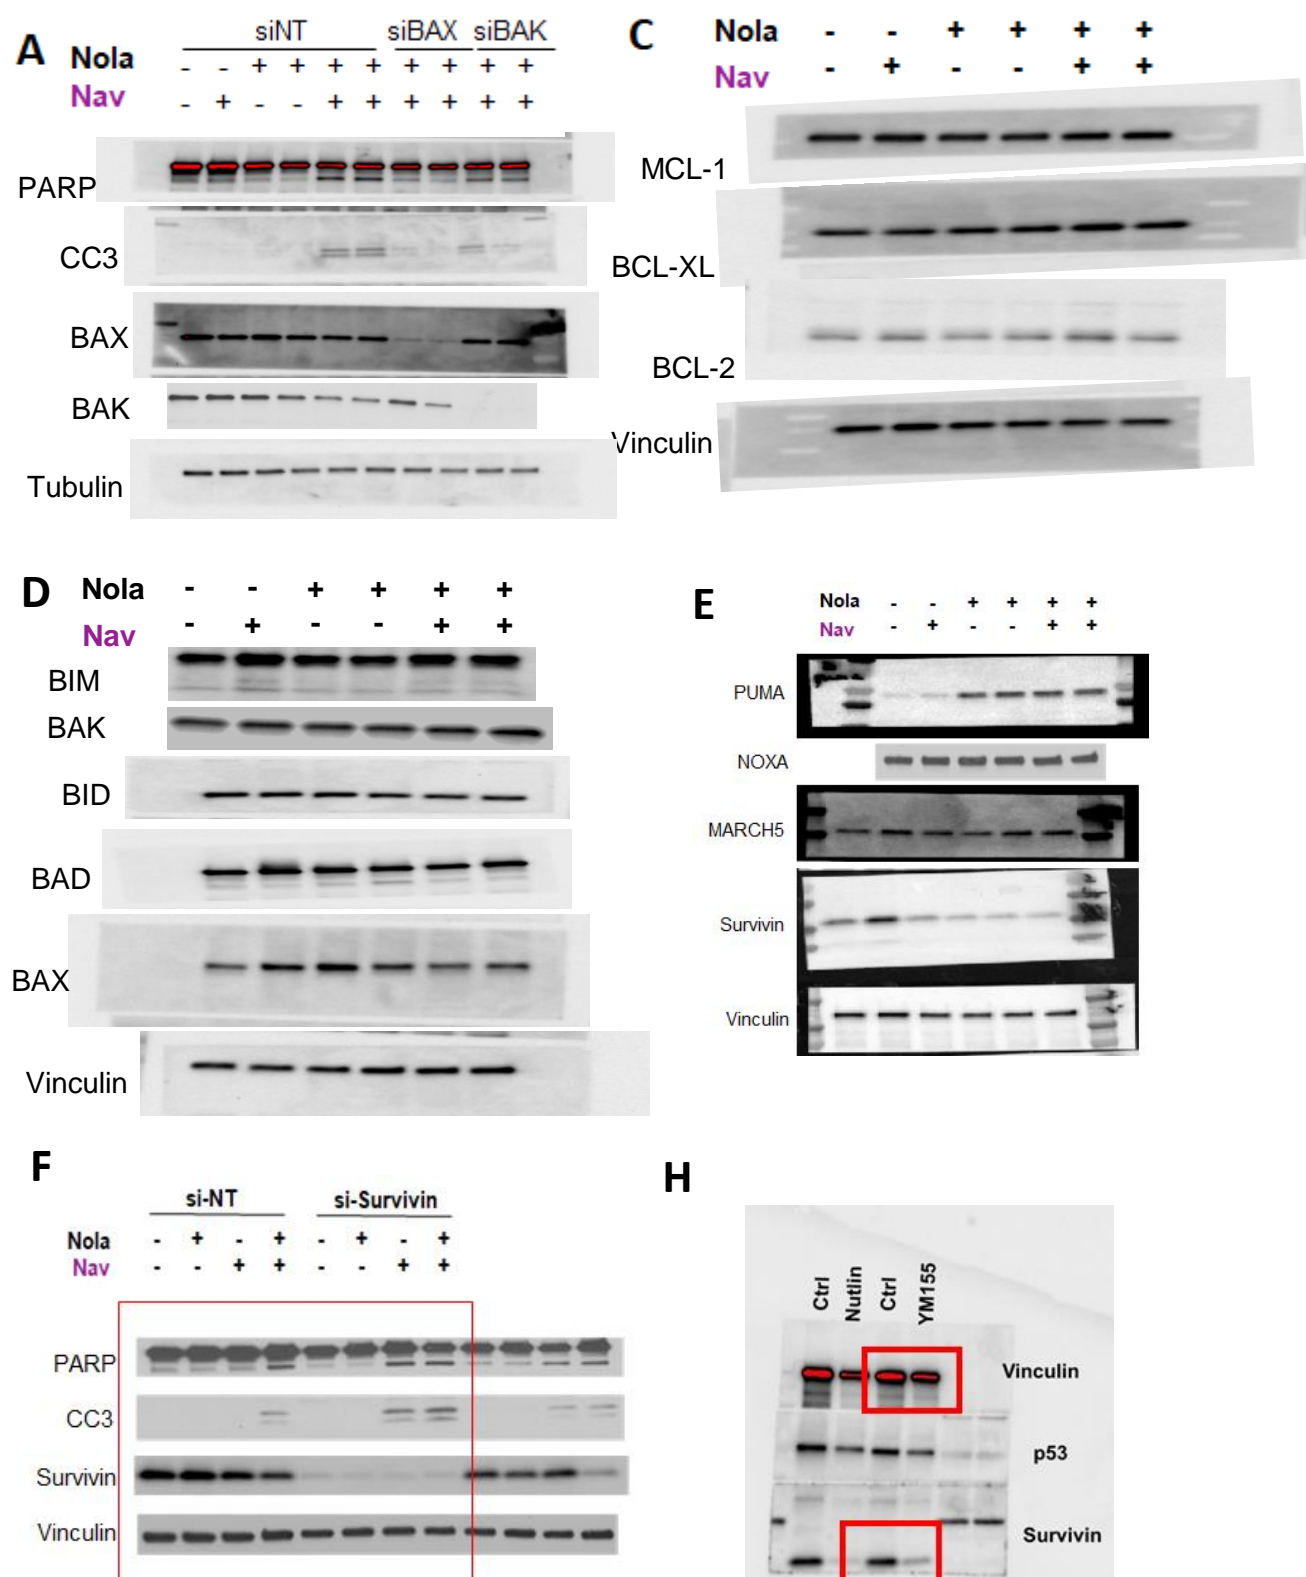 A
siNT siBAX siBAK
Nola - - + + + + + + + +
Nav - + - - + + + + + +
PARP
CC3
BAX
BAK
Tubulin
C
Nola - - + + + +
Nav - + - - + +
MCL-1
BCL-XL
BCL-2
Vinculin
D
Nola - - + + + +
Nav - + - - + +
BIM
BAK
BID
BAD
BAX
Vinculin
E
Nola - - + + + +
Nav - + - - + +
PUMA
NOXA
MARCH5
Survivin
Vinculin
F
si-NT si-Survivin
Nola - + - + - + - +
Nav - - + + - - + +
PARP
CC3
Survivin
Vinculin
H
Ctrl Nutlin Ctrl YM155
Vinculin
p53
Survivin